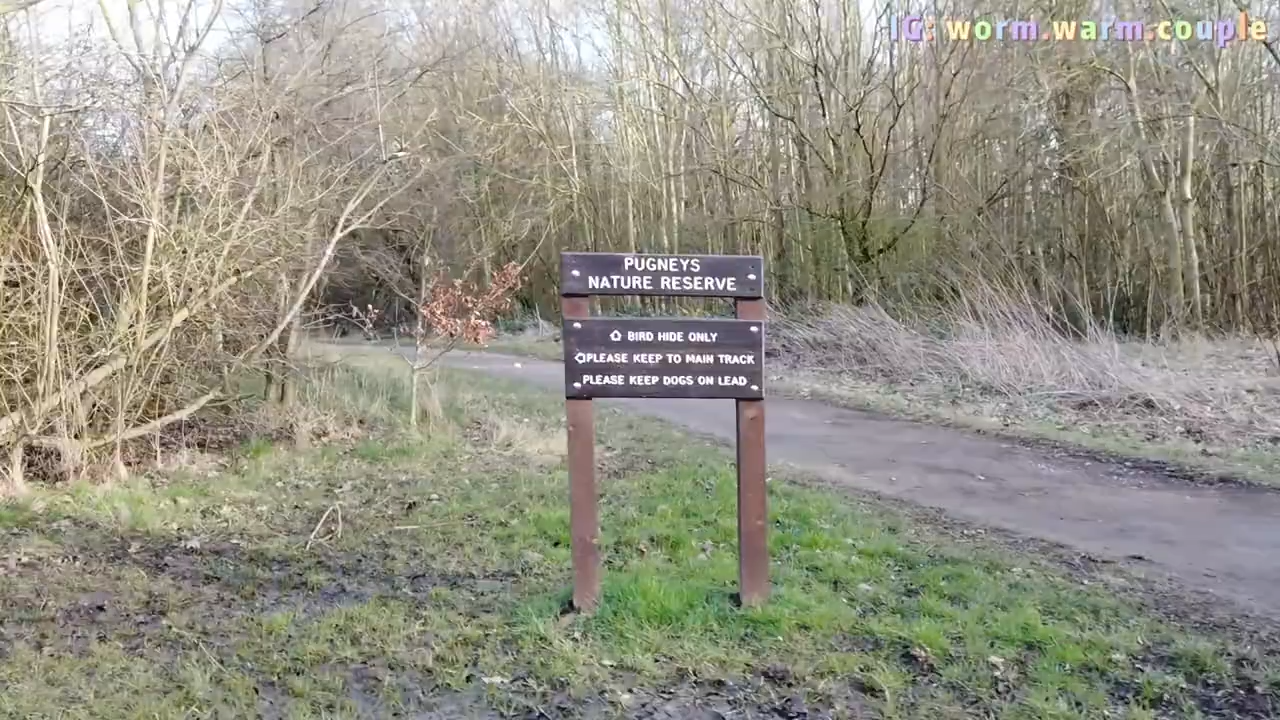 IG: worm.warm.couple
PUGNEYS
NATURE RESERVE
BIRD HIDE ONLY
PLEASE KEEP TO MAIN TRACK
PLEASE KEEP DOGS ON LEAD